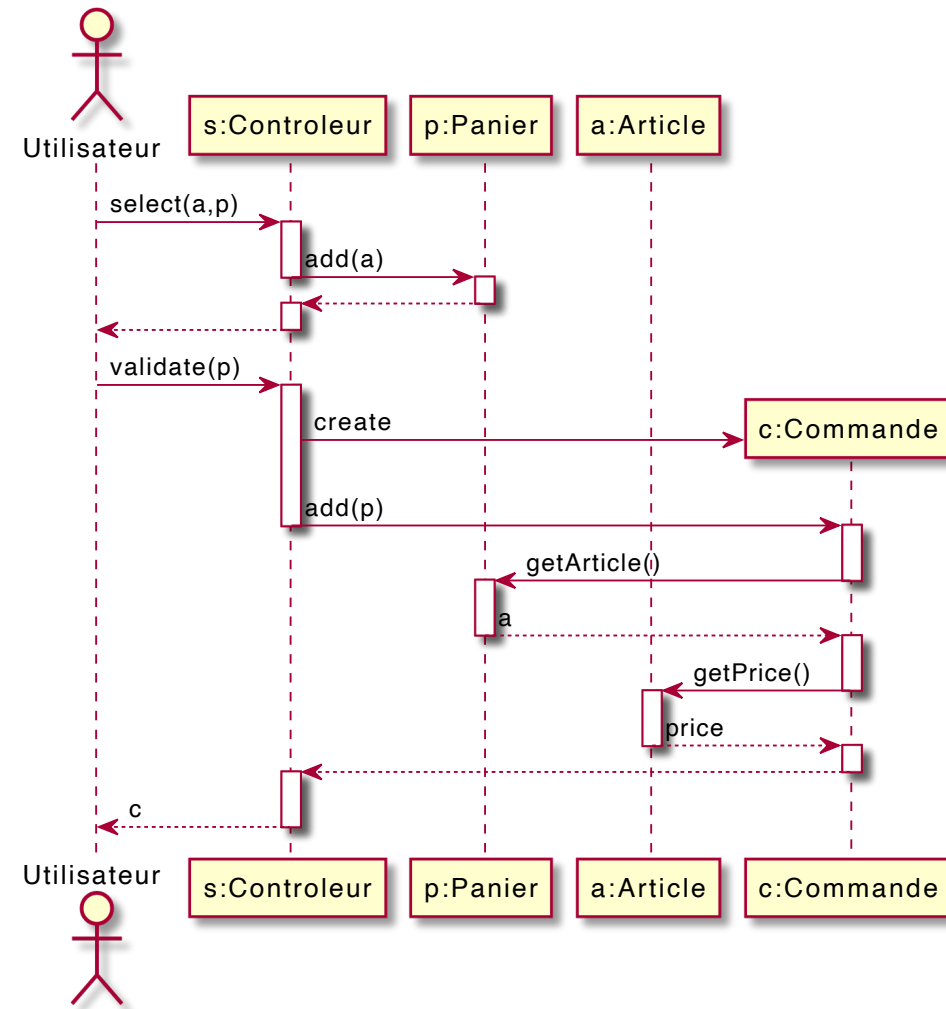 Utilisateur
s:Controleur
p:Panier
a:Article
select(a,p)
add(a)
validate(p)
create
c:Commande
add(p)
getArticle()
a
getPrice()
price
c
Utilisateur
s:Controleur
p:Panier
a:Article
c:Commande